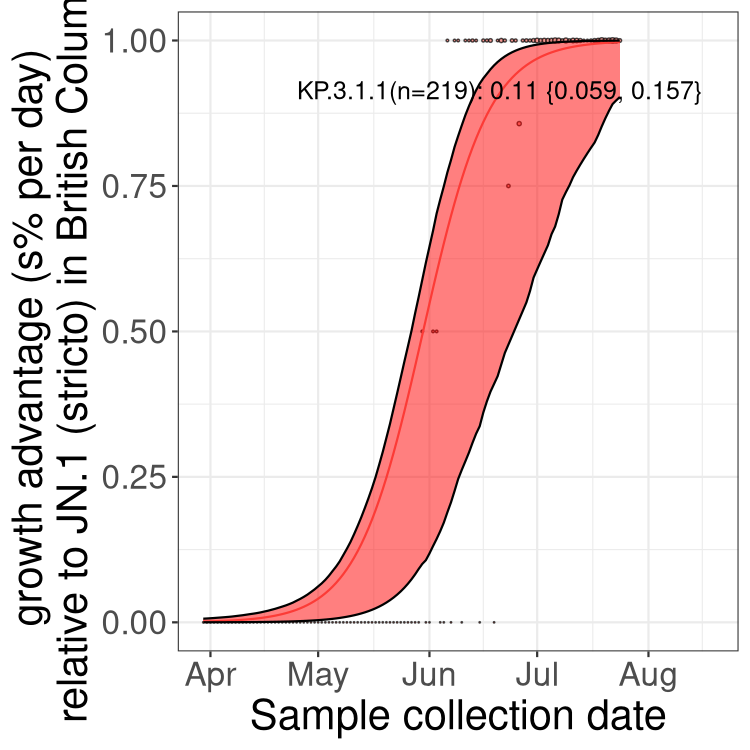 growth advantage (s% per day)
relative to JN.1 (stricto) in British Colum
1.00
0.75
0.50
0.25
0.00
KP.3.1.1(n=219): 0.11 {0.059, 0.157}
Apr May Jun Jul Aug
Sample collection date